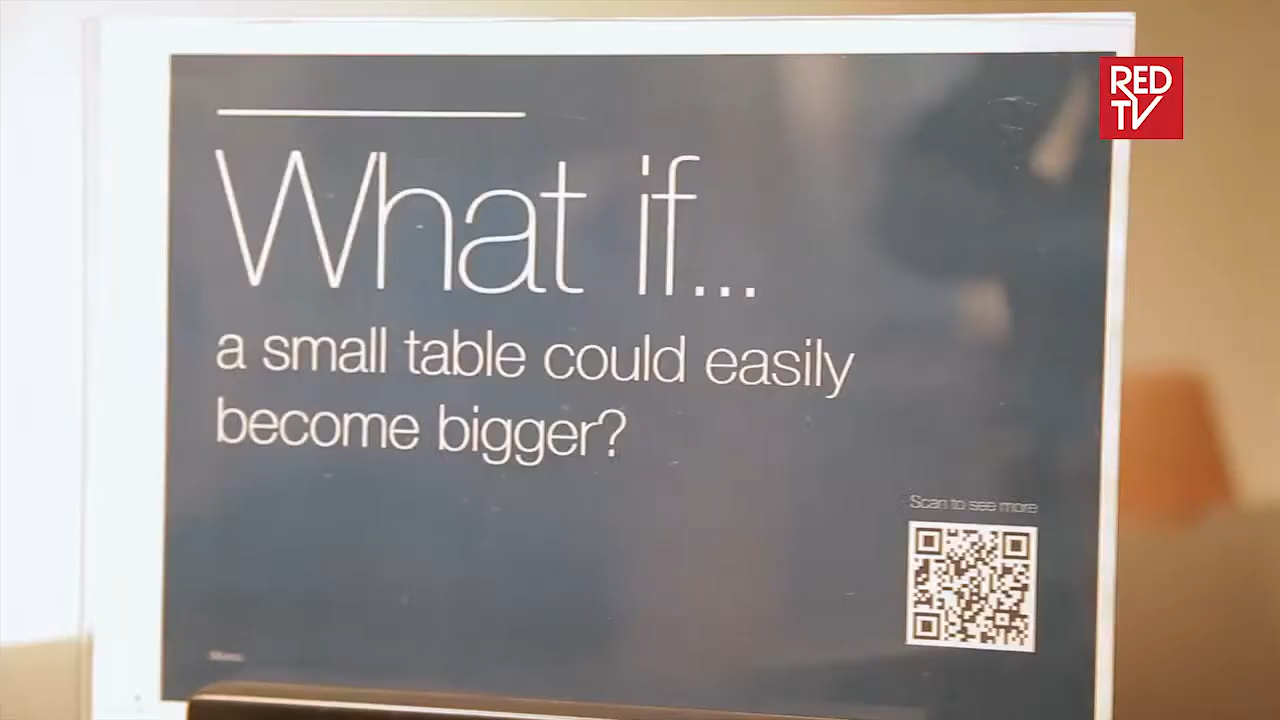 RED
TV
What if...
a small table could easily
become bigger?
Scan to see more